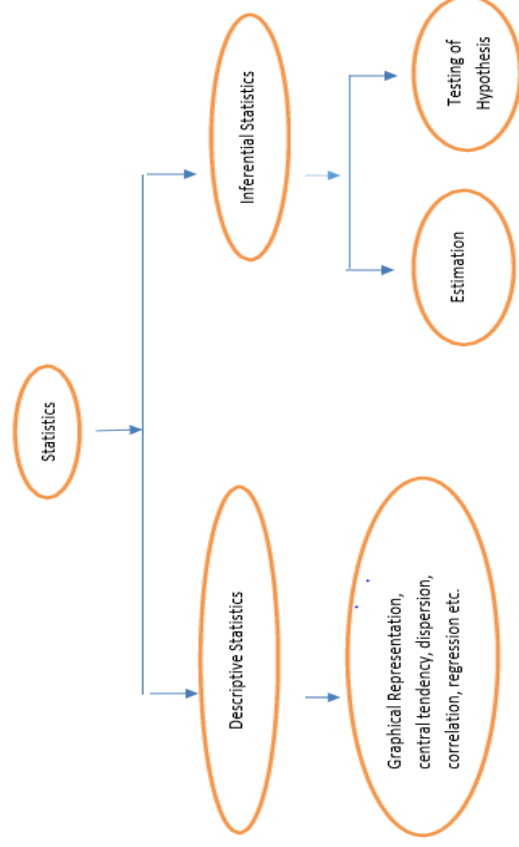 Statistics
Descriptive Statistics
Inferential Statistics
Graphical Representation,
central tendency, dispersion,
correlation, regression etc.
Estimation
Testing of
Hypothesis